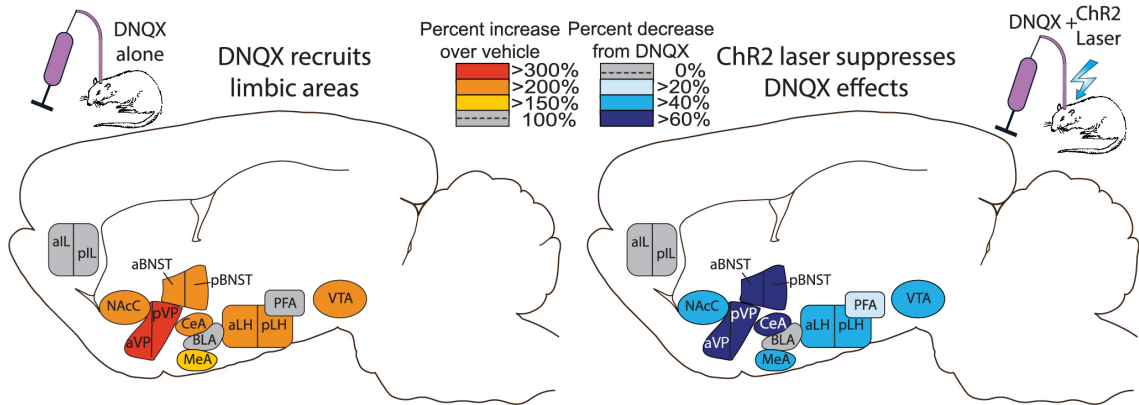 DNQX
alone
DNQX recruits
limbic areas
Percent increase
over vehicle
>300%
>200%
>150%
100%
Percent decrease
from DNQX
0%
>20%
>40%
>60%
ChR2 laser suppresses
DNQX effects
DNQX +ChR2
Laser
aIL
pIL
aBNST
pBNST
NAcC
pVP
aVP
CeA
BLA
MeA
aLH
pLH
PFA
VTA
aIL
pIL
aBNST
pBNST
NAcC
pVP
aVP
CeA
BLA
MeA
aLH
pLH
PFA
VTA